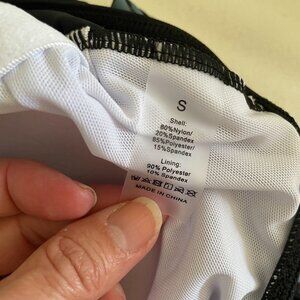 S
Shell:
80%Nylon/
20%Spandex
85%Polyester/
15%Spandex
Lining:
90% Polyester
10% Spandex
MADE IN CHINA